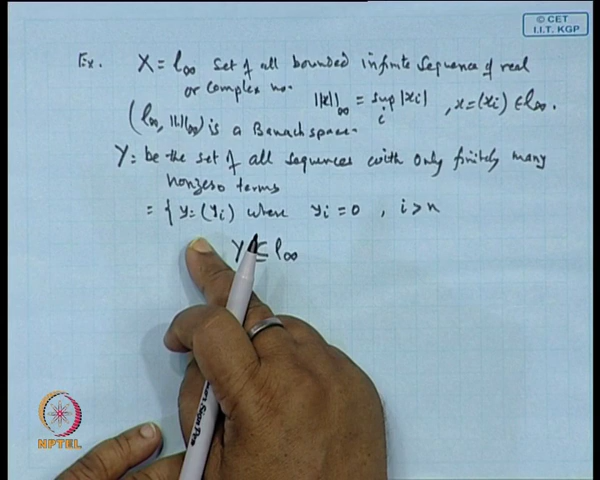 © CET
I.I.T. KGP
Ex. X = l∞ set of all bounded infinite sequence of real
or complex no.
||x||∞ = sup |xi| , x = (xi) ∈ l∞.
i
(l∞, ||·||∞) is a Banach space.
Y = be the set of all sequences with only finitely many
nonzero terms
= { y = (yi) where yi = 0 , i > n
Y ⊆ l∞
NPTEL